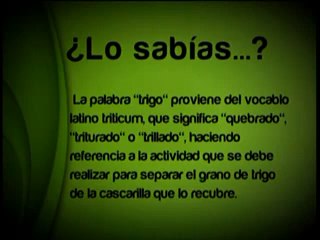 ¿Lo sabías...?
La palabra "trigo" proviene del vocablo
latino triticum, que significa "quebrado",
"triturado" o "trillado", haciendo
referencia a la actividad que se debe
realizar para separar el grano de trigo
de la cascarilla que lo recubre.